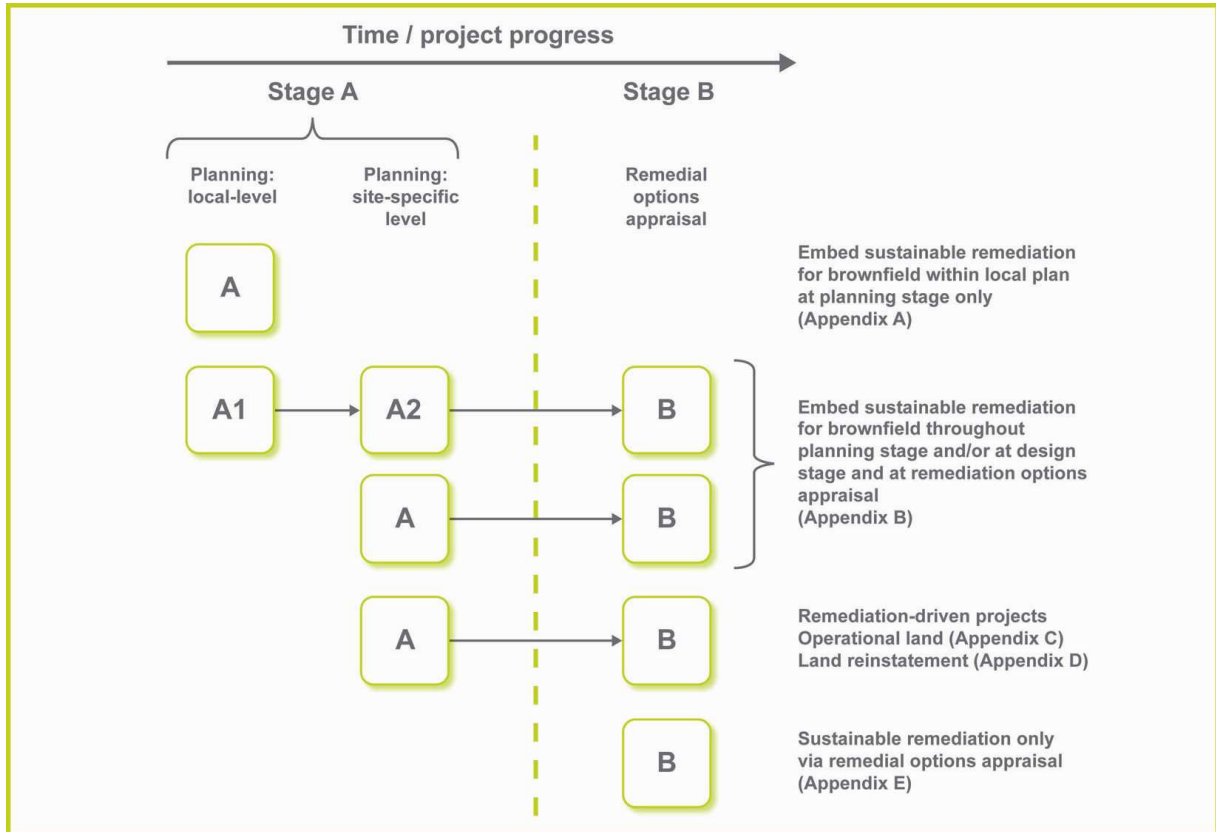 Time / project progress
Stage A
Stage B
Planning:
local-level
Planning:
site-specific
level
Remedial
options
appraisal
A
Embed sustainable remediation
for brownfield within local plan
at planning stage only
(Appendix A)
A1
A2
B
A
B
Embed sustainable remediation
for brownfield throughout
planning stage and/or at design
stage and at remediation options
appraisal
(Appendix B)
A
B
Remediation-driven projects
Operational land (Appendix C)
Land reinstatement (Appendix D)
B
Sustainable remediation only
via remedial options appraisal
(Appendix E)